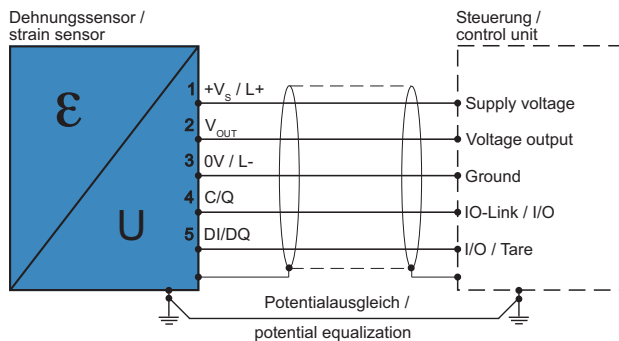 Dehnungssensor /
strain sensor
Steuerung /
control unit
ε
U
1 +VS / L+
Supply voltage
2 VOUT
Voltage output
3 0V / L-
Ground
4 C/Q
IO-Link / I/O
5 DI/DQ
I/O / Tare
Potentialausgleich /
potential equalization